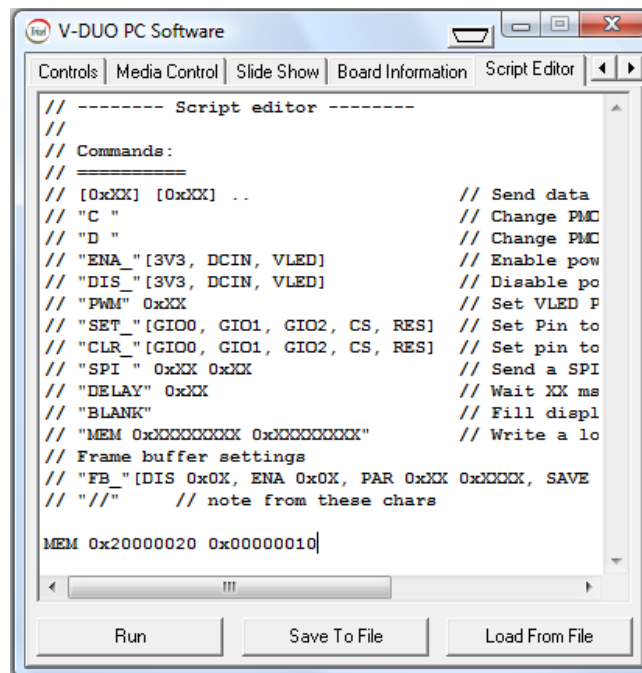 V-DUO PC Software
Controls Media Control Slide Show Board Information Script Editor
// -------- Script editor --------
//
// Commands:
// ==========
// [0xXX] [0xXX] .. // Send data
// "C " // Change PMO
// "D " // Change PMO
// "ENA_"[3V3, DCIN, VLED] // Enable pow
// "DIS_"[3V3, DCIN, VLED] // Disable po
// "PWM" 0xXX // Set VLED P
// "SET_"[GIO0, GIO1, GIO2, CS, RES] // Set Pin to
// "CLR_"[GIO0, GIO1, GIO2, CS, RES] // Set pin to
// "SPI " 0xXX 0xXX // Send a SPI
// "DELAY" 0xXX // Wait XX ms
// "BLANK" // Fill displ
// "MEM 0xXXXXXXXX 0xXXXXXXXX" // Write a lo
// Frame buffer settings
// "FB_"[DIS 0x0X, ENA 0x0X, PAR 0xXX 0xXXXX, SAVE
// "//" // note from these chars
MEM 0x20000020 0x00000010
Run Save To File Load From File